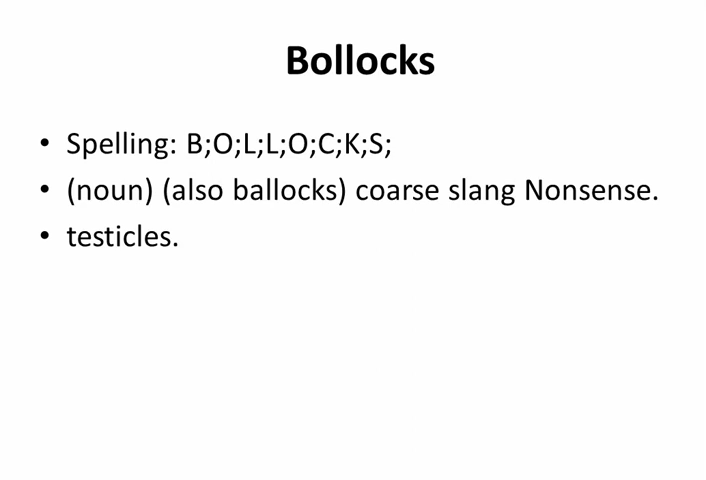 Bollocks
• Spelling: B;O;L;L;O;C;K;S;
• (noun) (also ballocks) coarse slang Nonsense.
• testicles.